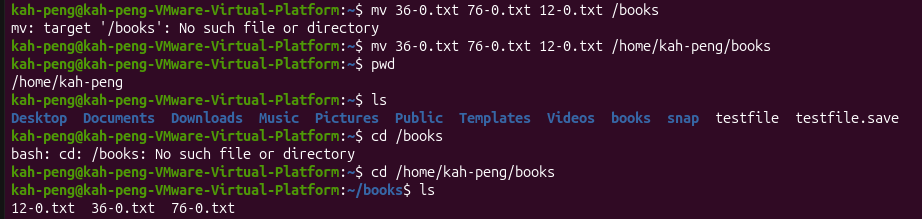 kah-peng@kah-peng-VMware-Virtual-Platform:~$ mv 36-0.txt 76-0.txt 12-0.txt /books
mv: target '/books': No such file or directory
kah-peng@kah-peng-VMware-Virtual-Platform:~$ mv 36-0.txt 76-0.txt 12-0.txt /home/kah-peng/books
kah-peng@kah-peng-VMware-Virtual-Platform:~$ pwd
/home/kah-peng
kah-peng@kah-peng-VMware-Virtual-Platform:~$ ls
Desktop  Documents  Downloads  Music  Pictures  Public  Templates  Videos  books  snap  testfile  testfile.save
kah-peng@kah-peng-VMware-Virtual-Platform:~$ cd /books
bash: cd: /books: No such file or directory
kah-peng@kah-peng-VMware-Virtual-Platform:~$ cd /home/kah-peng/books
kah-peng@kah-peng-VMware-Virtual-Platform:~/books$ ls
12-0.txt  36-0.txt  76-0.txt